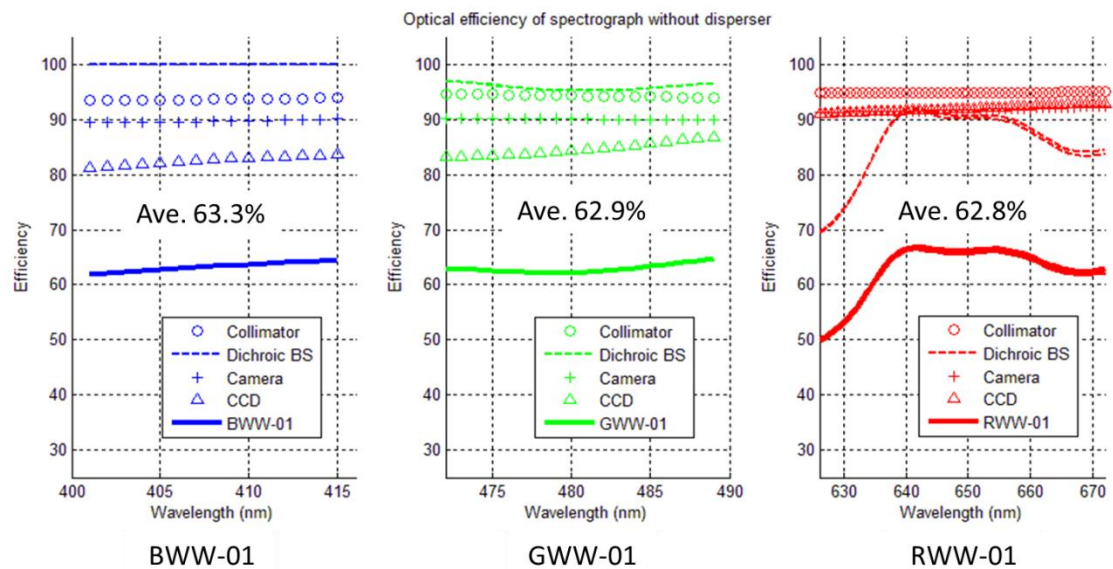 Optical efficiency of spectrograph without disperser
100
90
80
70
60
50
40
30
Efficiency
Ave. 63.3%
Collimator
Dichroic BS
Camera
CCD
BWW-01
400 405 410 415
Wavelength (nm)
BWW-01
100
90
80
70
60
50
40
30
Efficiency
Ave. 62.9%
Collimator
Dichroic BS
Camera
CCD
GWW-01
475 480 485 490
Wavelength (nm)
GWW-01
100
90
80
70
60
50
40
30
Efficiency
Ave. 62.8%
Collimator
Dichroic BS
Camera
CCD
RWW-01
630 640 650 660 670
Wavelength (nm)
RWW-01